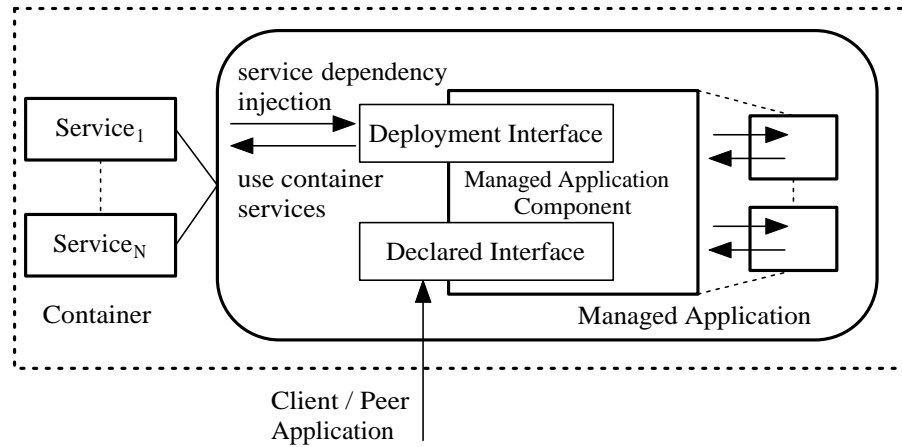 service dependency
injection
Service1
Deployment Interface
use container
services
Managed Application
Component
ServiceN
Declared Interface
Container
Managed Application
Client / Peer
Application